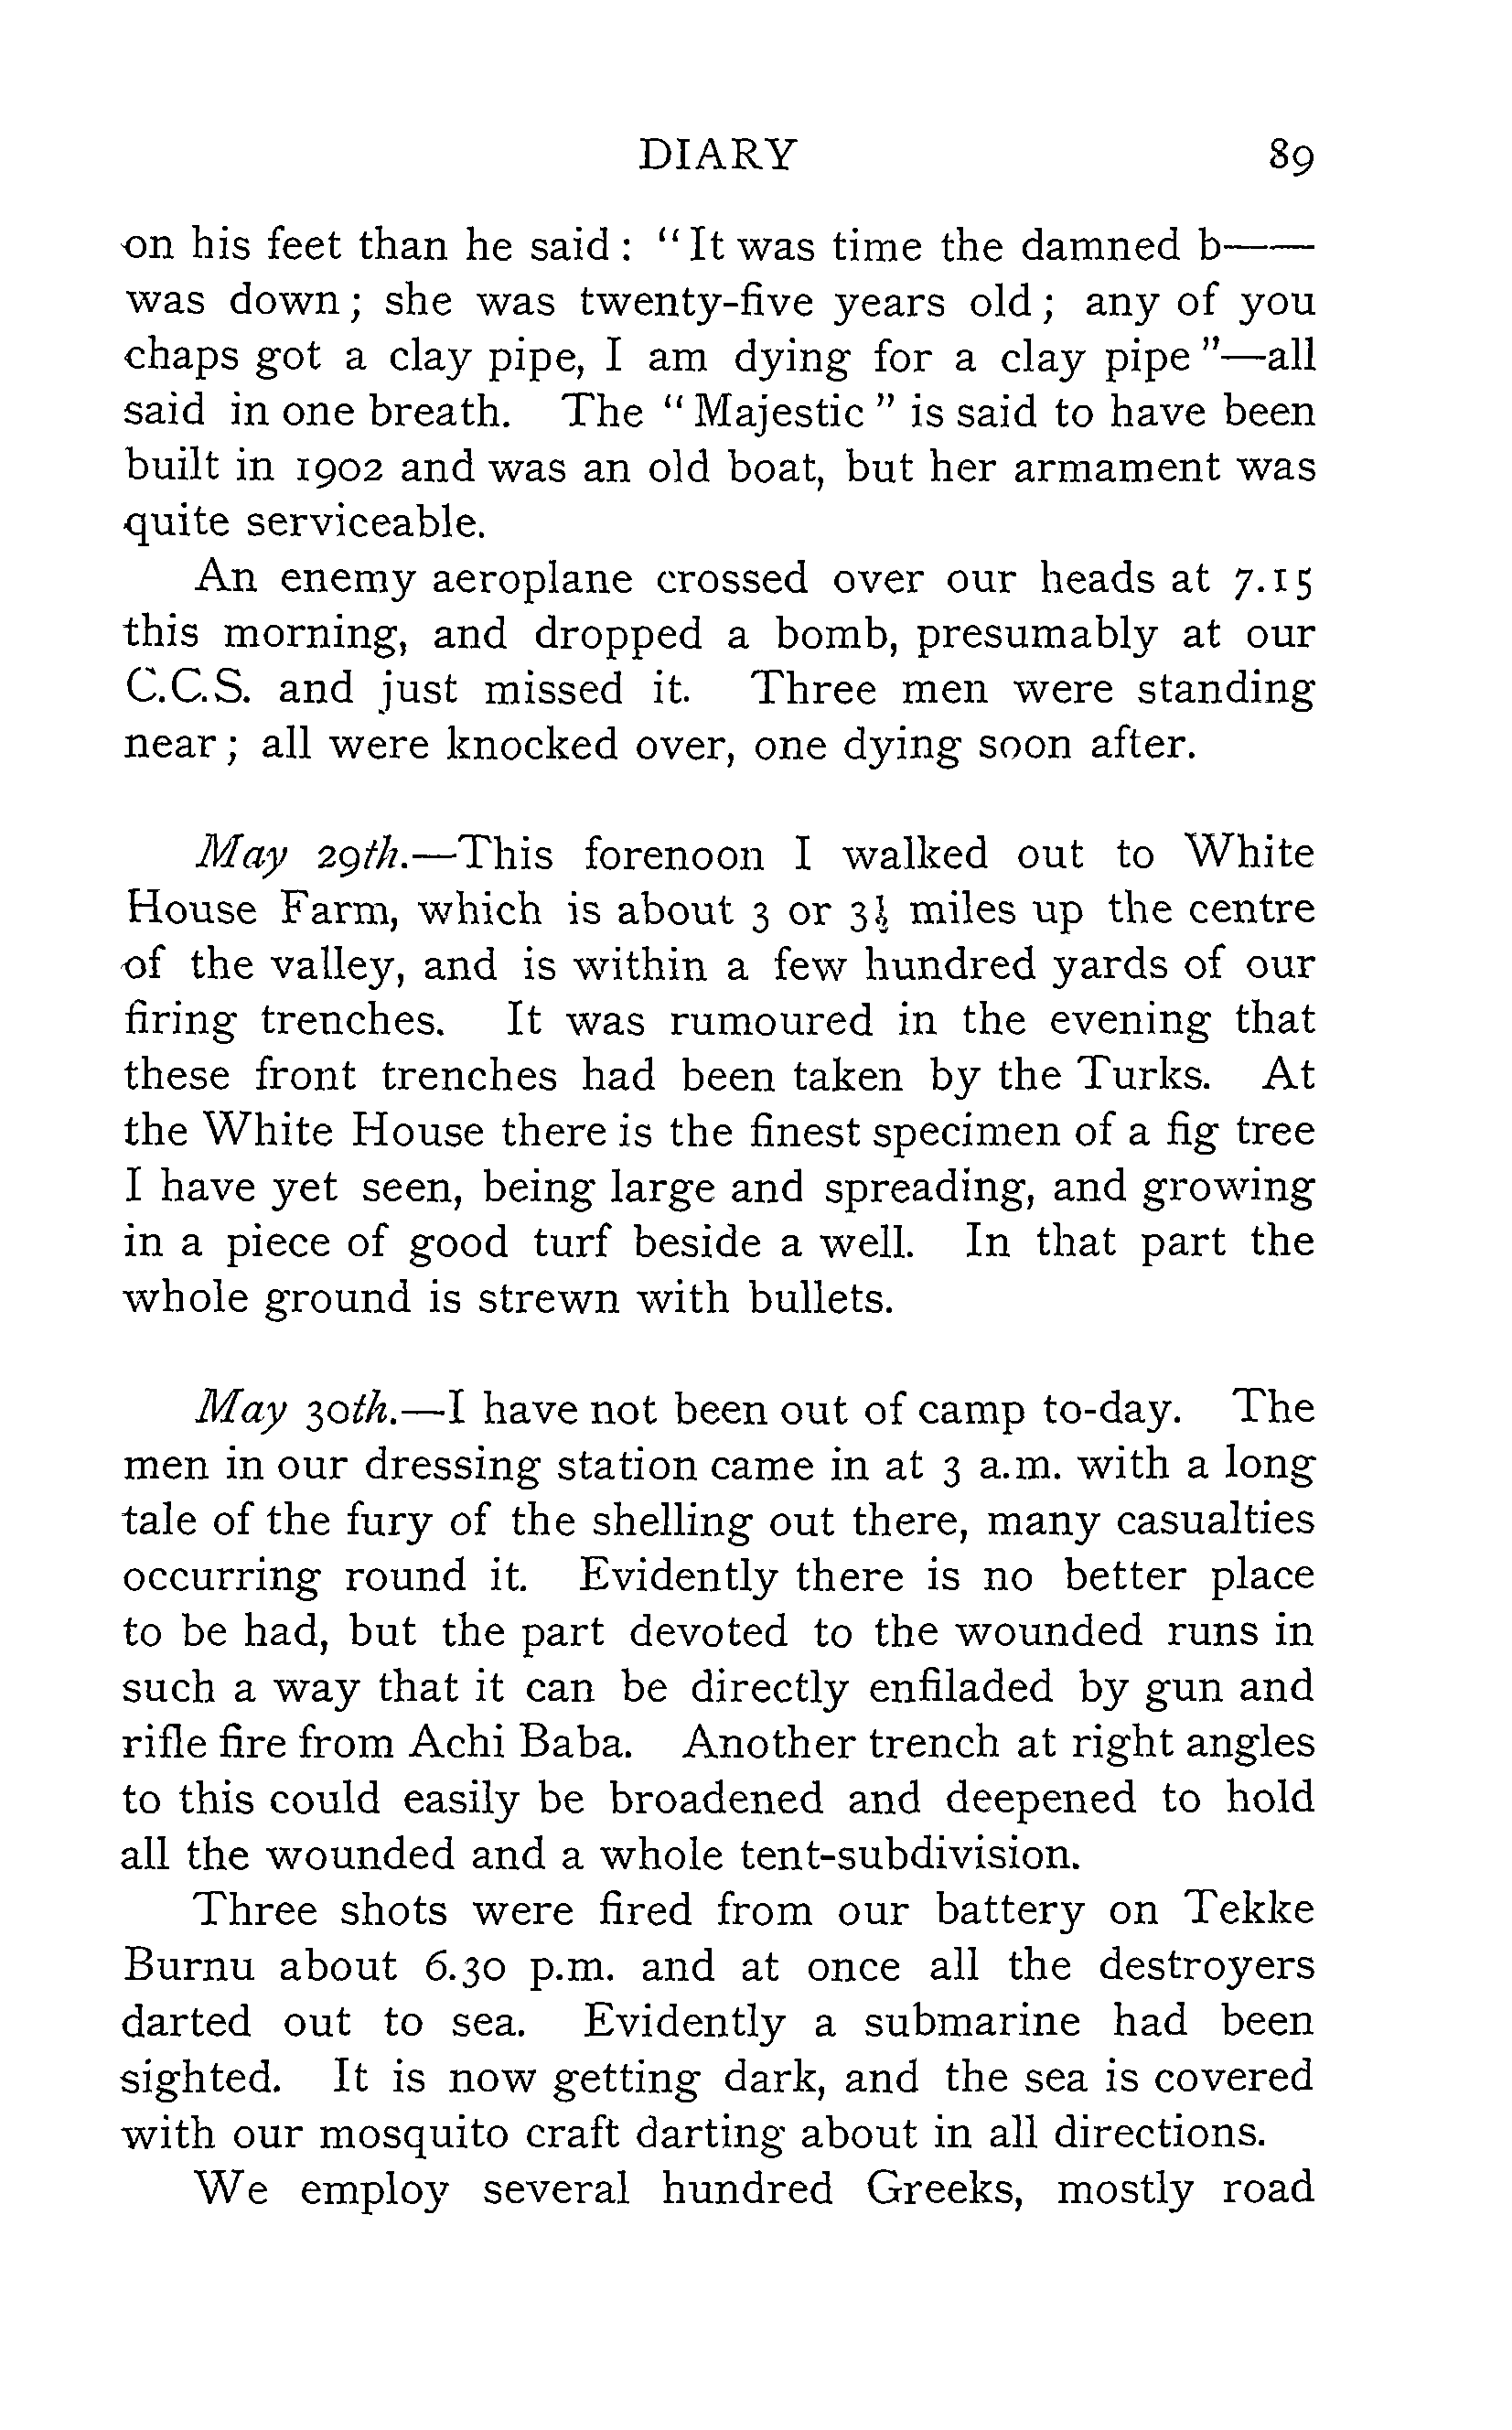 DIARY 89
on his feet than he said : " It was time the damned b——
was down ; she was twenty-five years old ; any of you
chaps got a clay pipe, I am dying for a clay pipe "—all
said in one breath. The " Majestic " is said to have been
built in 1902 and was an old boat, but her armament was
quite serviceable.
An enemy aeroplane crossed over our heads at 7.15
this morning, and dropped a bomb, presumably at our
C.C.S. and just missed it. Three men were standing
near ; all were knocked over, one dying soon after.
May 29th.—This forenoon I walked out to White
House Farm, which is about 3 or 3½ miles up the centre
of the valley, and is within a few hundred yards of our
firing trenches. It was rumoured in the evening that
these front trenches had been taken by the Turks. At
the White House there is the finest specimen of a fig tree
I have yet seen, being large and spreading, and growing
in a piece of good turf beside a well. In that part the
whole ground is strewn with bullets.
May 30th.—I have not been out of camp to-day. The
men in our dressing station came in at 3 a.m. with a long
tale of the fury of the shelling out there, many casualties
occurring round it. Evidently there is no better place
to be had, but the part devoted to the wounded runs in
such a way that it can be directly enfiladed by gun and
rifle fire from Achi Baba. Another trench at right angles
to this could easily be broadened and deepened to hold
all the wounded and a whole tent-subdivision.
Three shots were fired from our battery on Tekke
Burnu about 6.30 p.m. and at once all the destroyers
darted out to sea. Evidently a submarine had been
sighted. It is now getting dark, and the sea is covered
with our mosquito craft darting about in all directions.
We employ several hundred Greeks, mostly road